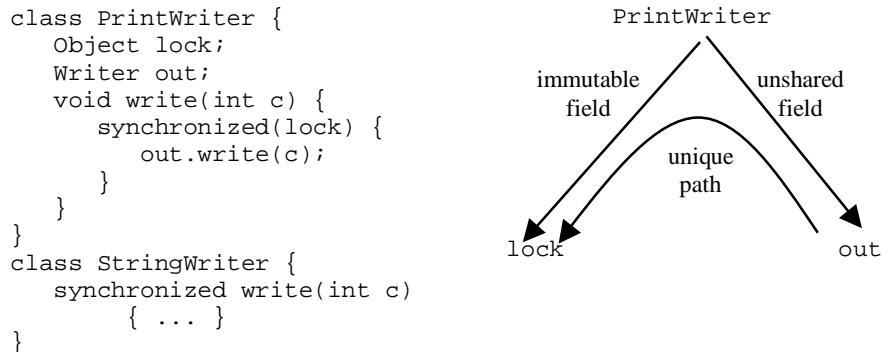 class PrintWriter {
   Object lock;
   Writer out;
   void write(int c) {
      synchronized(lock) {
         out.write(c);
      }
   }
}
class StringWriter {
   synchronized write(int c)
         { ... }
}
PrintWriter
immutable
field
unshared
field
unique
path
lock
out